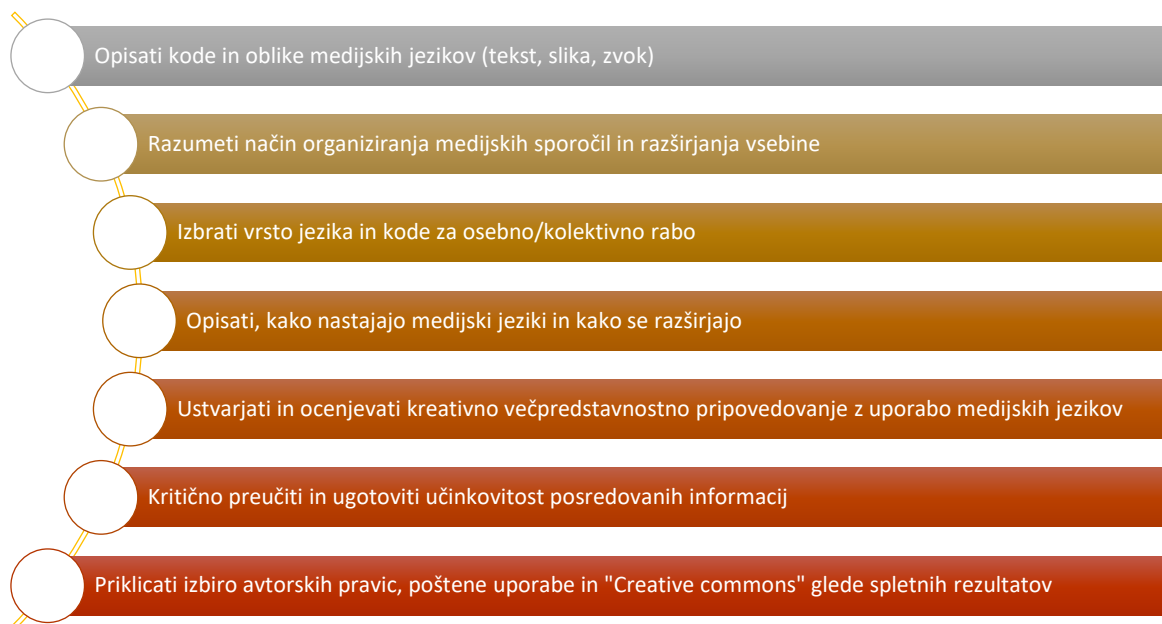 Opisati kode in oblike medijskih jezikov (tekst, slika, zvok)
Razumeti način organiziranja medijskih sporočil in razširjanja vsebine
Izbrati vrsto jezika in kode za osebno/kolektivno rabo
Opisati, kako nastajajo medijski jeziki in kako se razširjajo
Ustvarjati in ocenjevati kreativno večpredstavnostno pripovedovanje z uporabo medijskih jezikov
Kritično preučiti in ugotoviti učinkovitost posredovanih informacij
Priklicati izbiro avtorskih pravic, poštene uporabe in "Creative commons" glede spletnih rezultatov